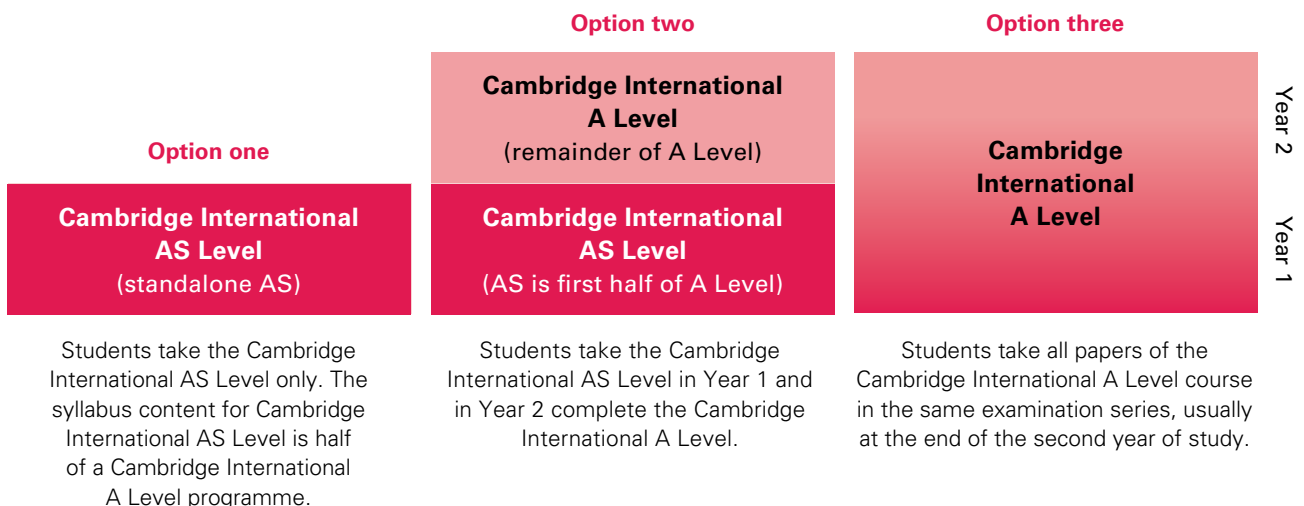 Option one
Cambridge International
AS Level
(standalone AS)
Students take the Cambridge
International AS Level only. The
syllabus content for Cambridge
International AS Level is half
of a Cambridge International
A Level programme.
Option two
Cambridge International
A Level
(remainder of A Level)
Cambridge International
AS Level
(AS is first half of A Level)
Students take the Cambridge
International AS Level in Year 1 and
in Year 2 complete the Cambridge
International A Level.
Option three
Cambridge
International
A Level
Students take all papers of the
Cambridge International A Level course
in the same examination series, usually
at the end of the second year of study.
Year 2
Year 1